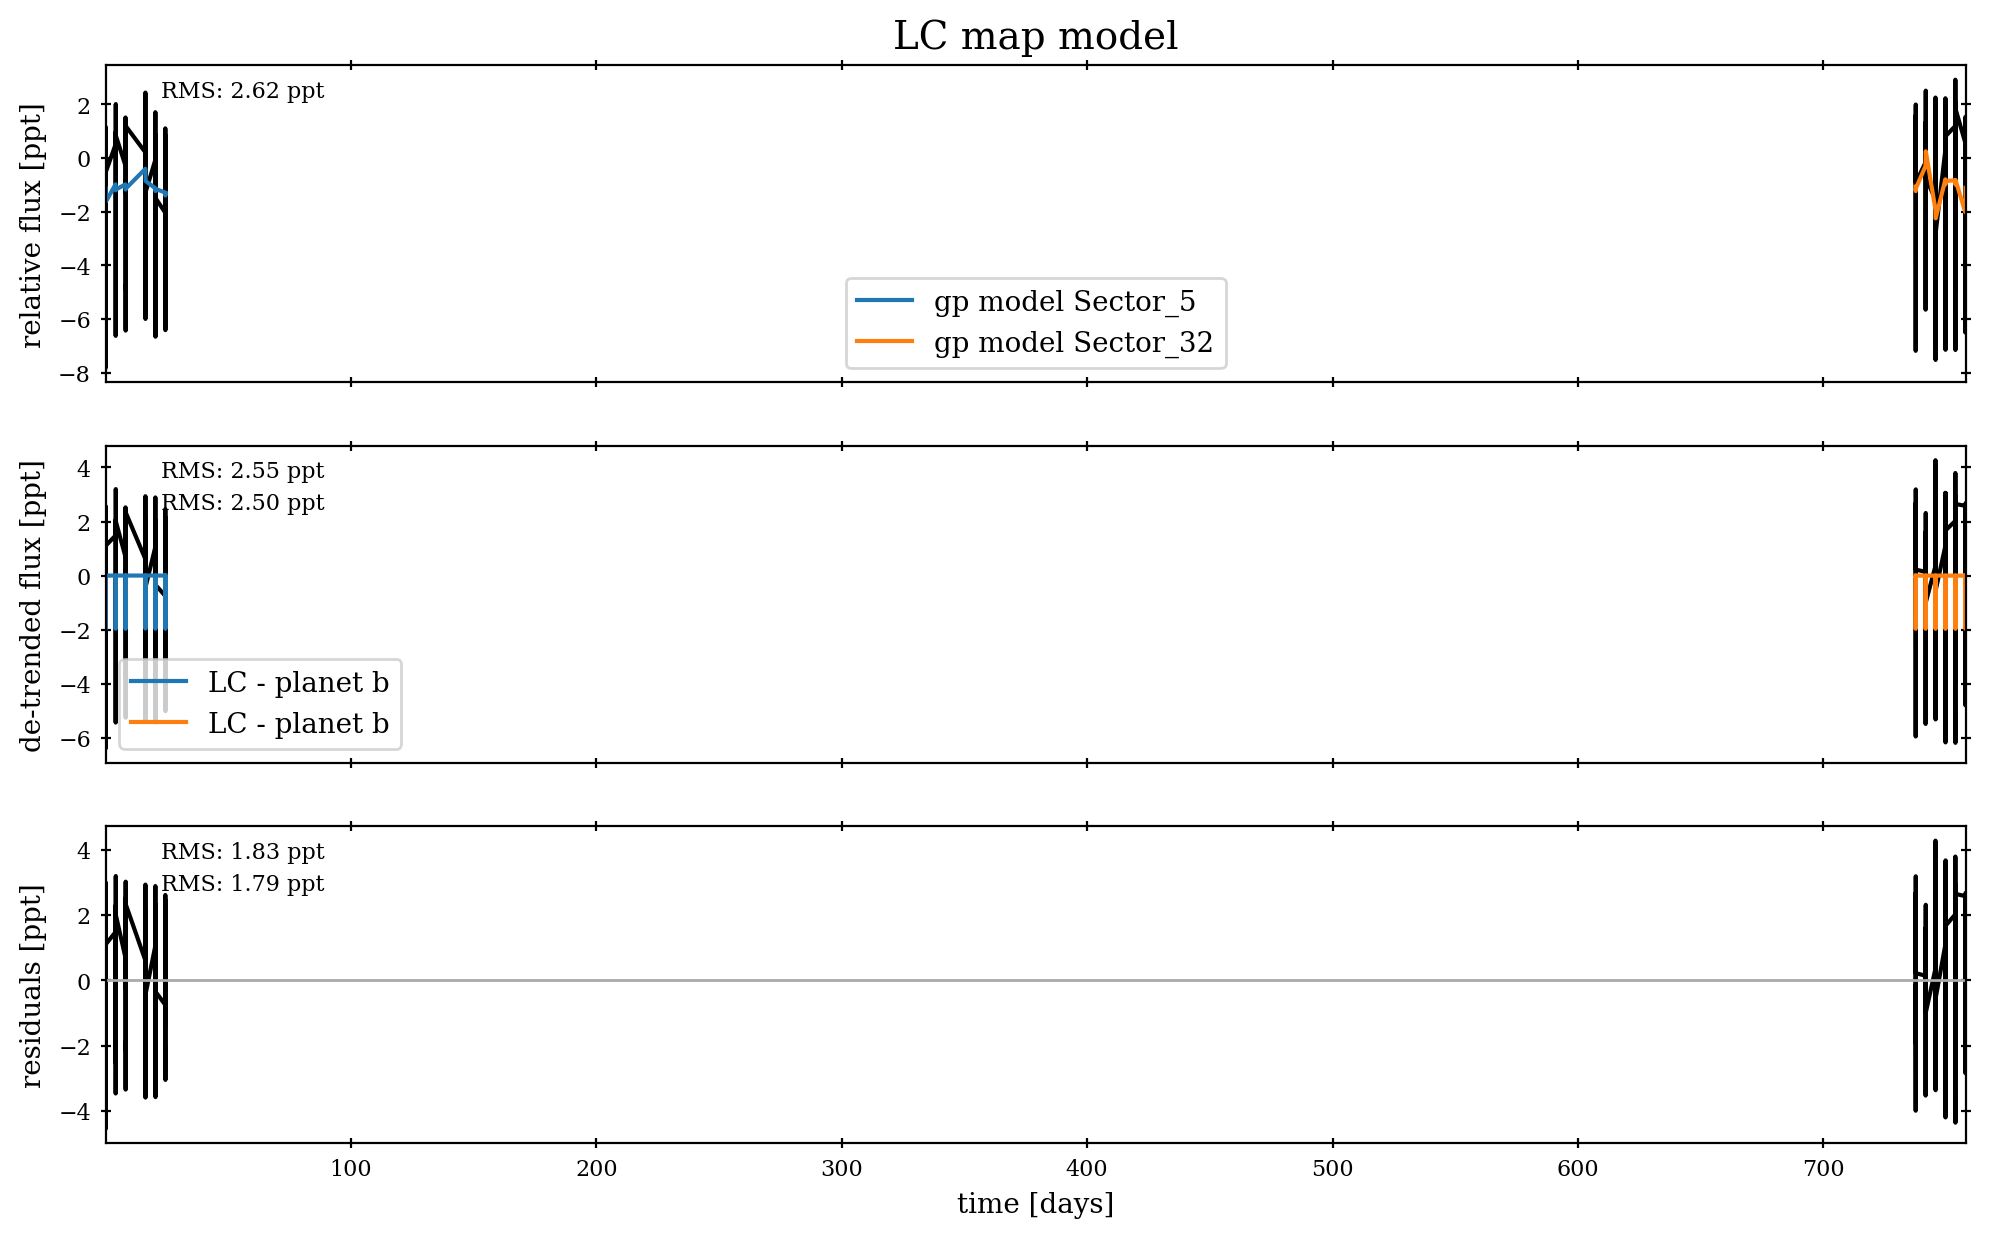 LC map model
RMS: 2.62 ppt
2
0
−2
−4
−6
−8
relative flux [ppt]
gp model Sector_5
gp model Sector_32
RMS: 2.55 ppt
RMS: 2.50 ppt
4
2
0
−2
−4
−6
de-trended flux [ppt]
LC - planet b
LC - planet b
RMS: 1.83 ppt
RMS: 1.79 ppt
4
2
0
−2
−4
residuals [ppt]
100 200 300 400 500 600 700
time [days]